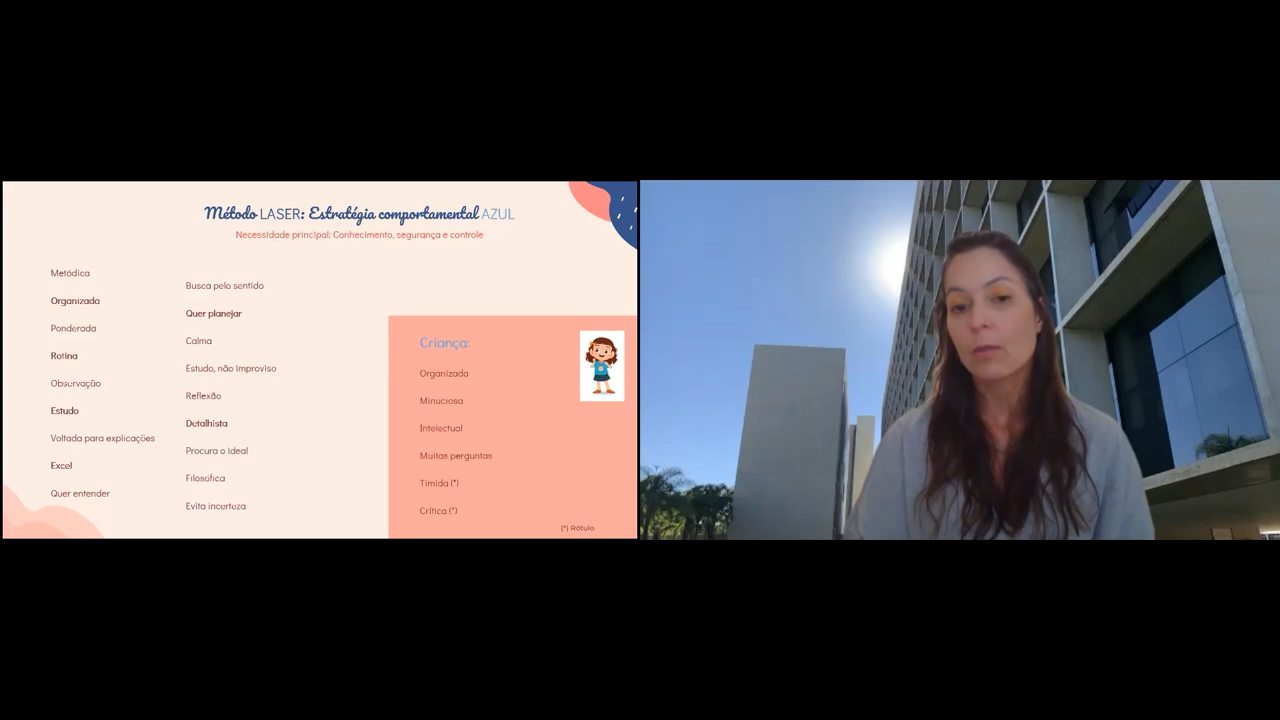 Método LASER: Estratégia comportamental AZUL
Necessidade principal: Conhecimento, segurança e controle
Metódica
Organizada
Ponderada
Rotina
Observação
Estudo
Voltada para explicações
Excel
Quer entender
Busca pelo sentido
Quer planejar
Calma
Estudo, não improviso
Reflexão
Detalhista
Procura o ideal
Filosófica
Evita incerteza
Criança:
Organizada
Minuciosa
Intelectual
Muitas perguntas
Tímida (*)
Crítica (*)
(*) Rótulo